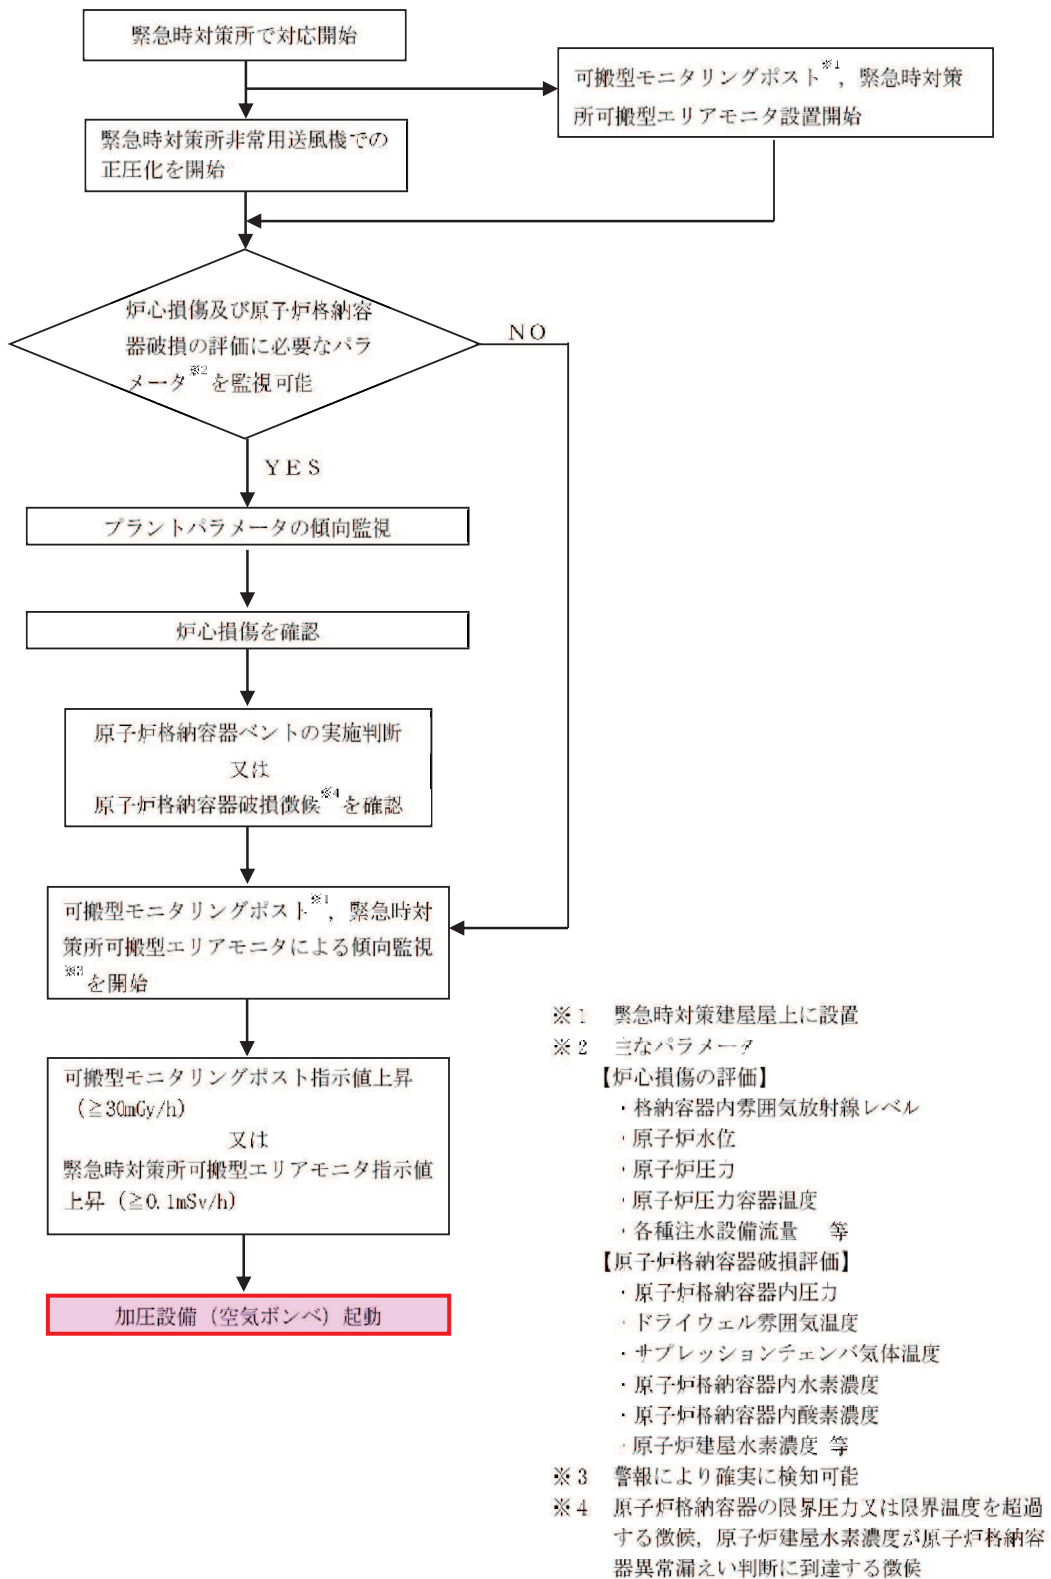 緊急時対策所で対応開始
可搬型モニタリングポスト※1，緊急時対策
所可搬型エリアモニタ設置開始
緊急時対策所非常用送風機での
正圧化を開始
炉心損傷及び原子炉格納容
器破損の評価に必要なパラ
メータ※2を監視可能
NO
YES
プラントパラメータの傾向監視
炉心損傷を確認
原子炉格納容器ベントの実施判断
又は
原子炉格納容器破損徴候※4を確認
可搬型モニタリングポスト※1，緊急時対
策所可搬型エリアモニタによる傾向監視
※3を開始
可搬型モニタリングポスト指示値上昇
（≧30mGy/h）
又は
緊急時対策所可搬型エリアモニタ指示値
上昇（≧0.1mSv/h）
加圧設備（空気ボンベ）起動
※1 緊急時対策建屋屋上に設置
※2 主なパラメータ
【炉心損傷の評価】
・格納容器内雰囲気放射線レベル
・原子炉水位
・原子炉圧力
・原子炉圧力容器温度
・各種注水設備流量 等
【原子炉格納容器破損評価】
・原子炉格納容器内圧力
・ドライウェル雰囲気温度
・サプレッションチェンバ気体温度
・原子炉格納容器内水素濃度
・原子炉格納容器内酸素濃度
・原子炉建屋水素濃度 等
※3 警報により確実に検知可能
※4 原子炉格納容器の限界圧力又は限界温度を超過
する徴候，原子炉建屋水素濃度が原子炉格納容
器異常漏えい判断に到達する徴候